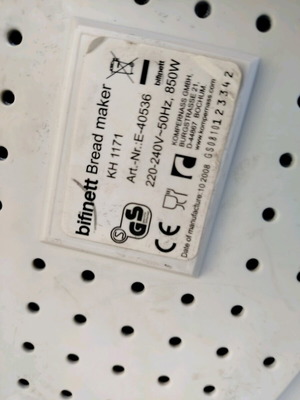 bifinett Bread maker
KH 1171
Art.-Nr.:E-40536
220-240V~50Hz, 850W
bifinett
KOMPERNASS GMBH,
BURGSTRASSE 21,
D-44867 BOCHUM
www.kompernass.com
GS
CE
Date of manufacture: 10.2008 GS0810123342